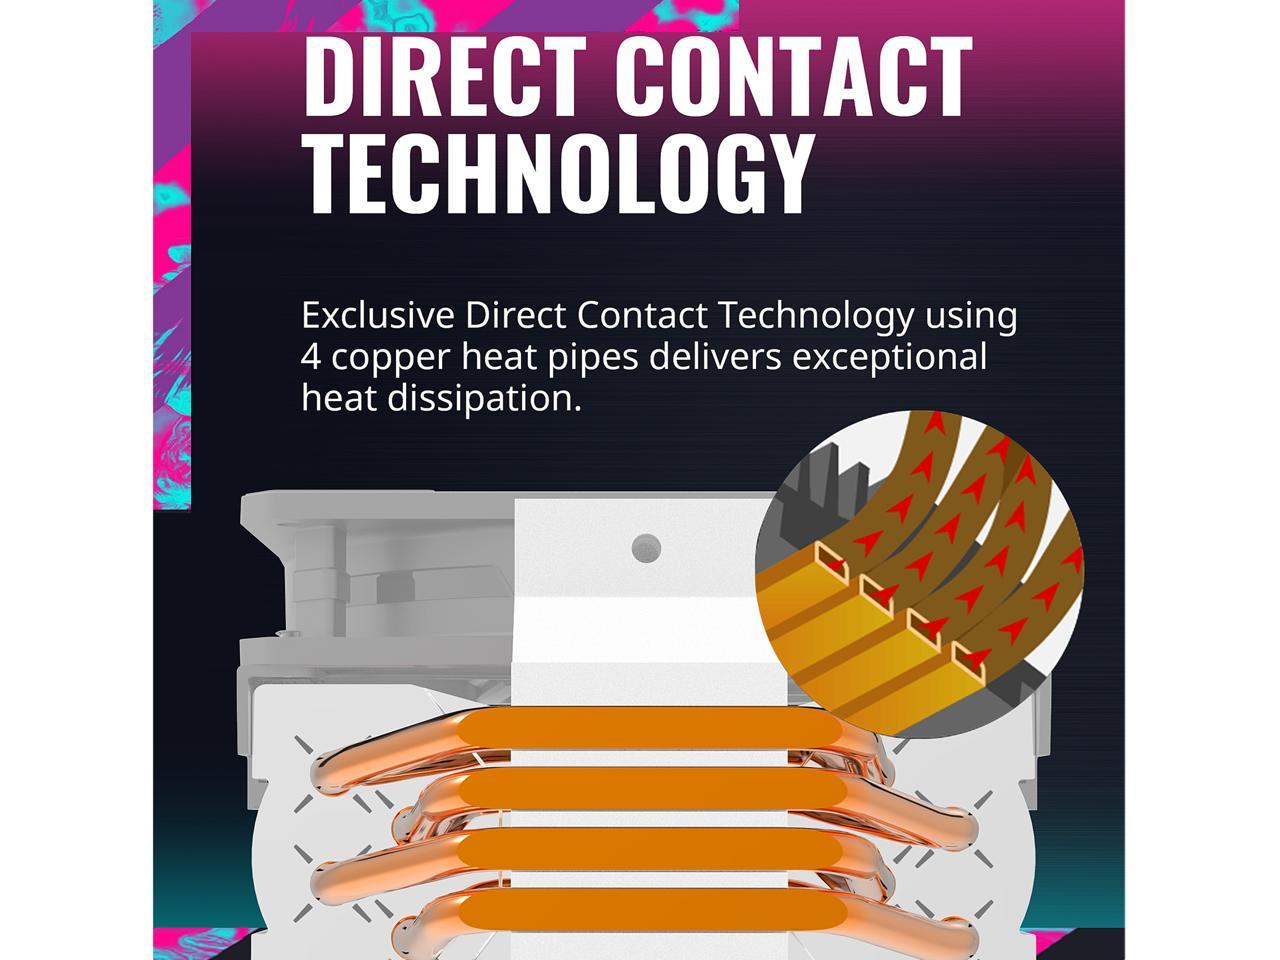 DIRECT CONTACT
TECHNOLOGY
Exclusive Direct Contact Technology using
4 copper heat pipes delivers exceptional
heat dissipation.